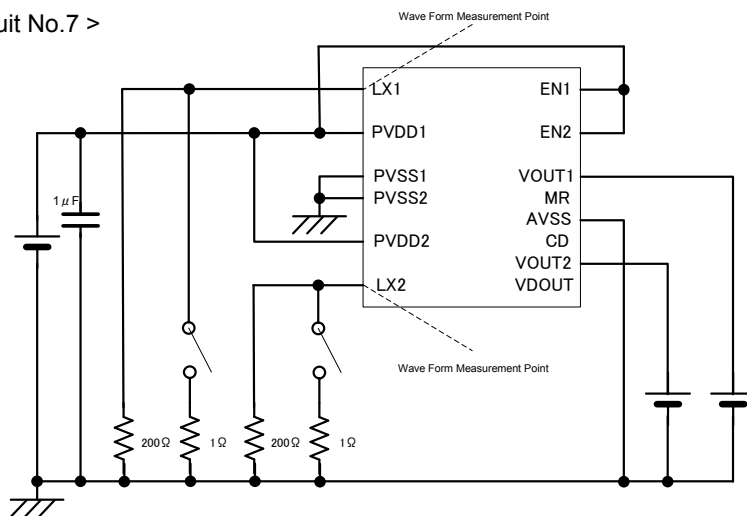 uit No.7 >
Wave Form Measurement Point
LX1
EN1
PVDD1
EN2
PVSS1
VOUT1
PVSS2
MR
AVSS
PVDD2
CD
VOUT2
LX2
VDOUT
1μF
Wave Form Measurement Point
200Ω
1Ω
200Ω
1Ω